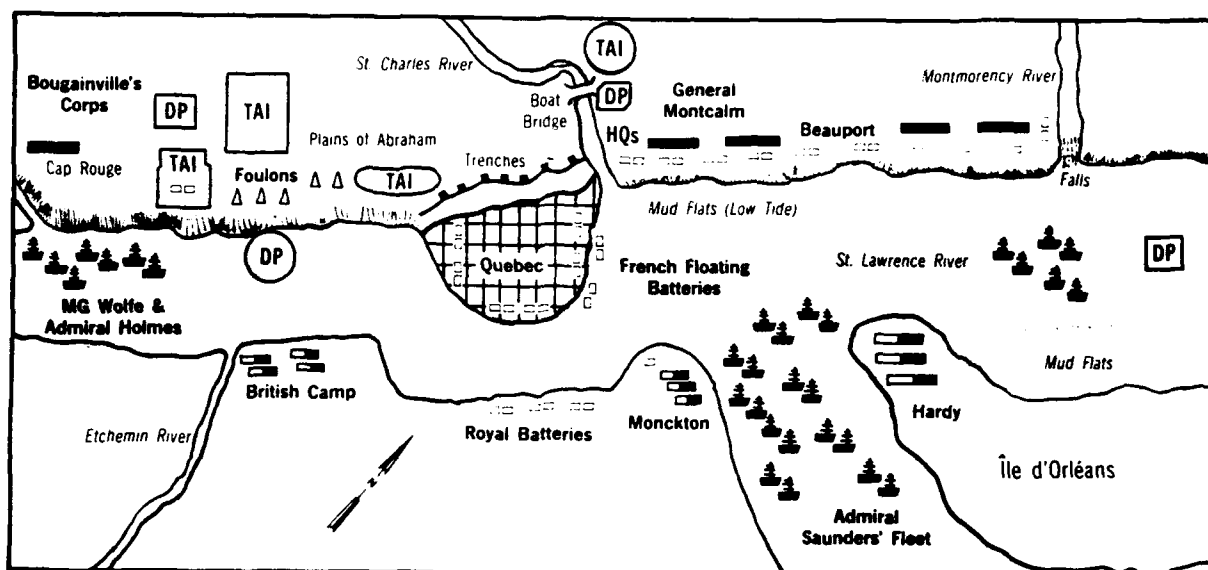 TAI
St. Charles River
Bougainville's
Corps
DP
TAI
Boat
Bridge
DP
General
Montcalm
Montmorency River
Plains of Abraham
HQs
Beauport
Cap Rouge
TAI
Foulons
TAI
Trenches
Falls
Mud Flats (Low Tide)
DP
Quebec
French Floating
Batteries
St. Lawrence River
DP
MG Wolfe &
Admiral Holmes
Mud Flats
British Camp
Hardy
Etchemin River
Royal Batteries
Monckton
N
Île d'Orléans
Admiral
Saunders' Fleet